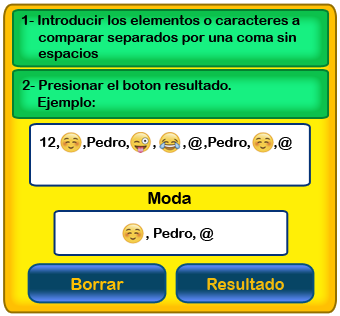 1- Introducir los elementos o caracteres a
comparar separados por una coma sin
espacios
2- Presionar el boton resultado.
Ejemplo:
12,😊,Pedro,😜, 😂,@,Pedro,😊,@
Moda
😊, Pedro, @
Borrar
Resultado